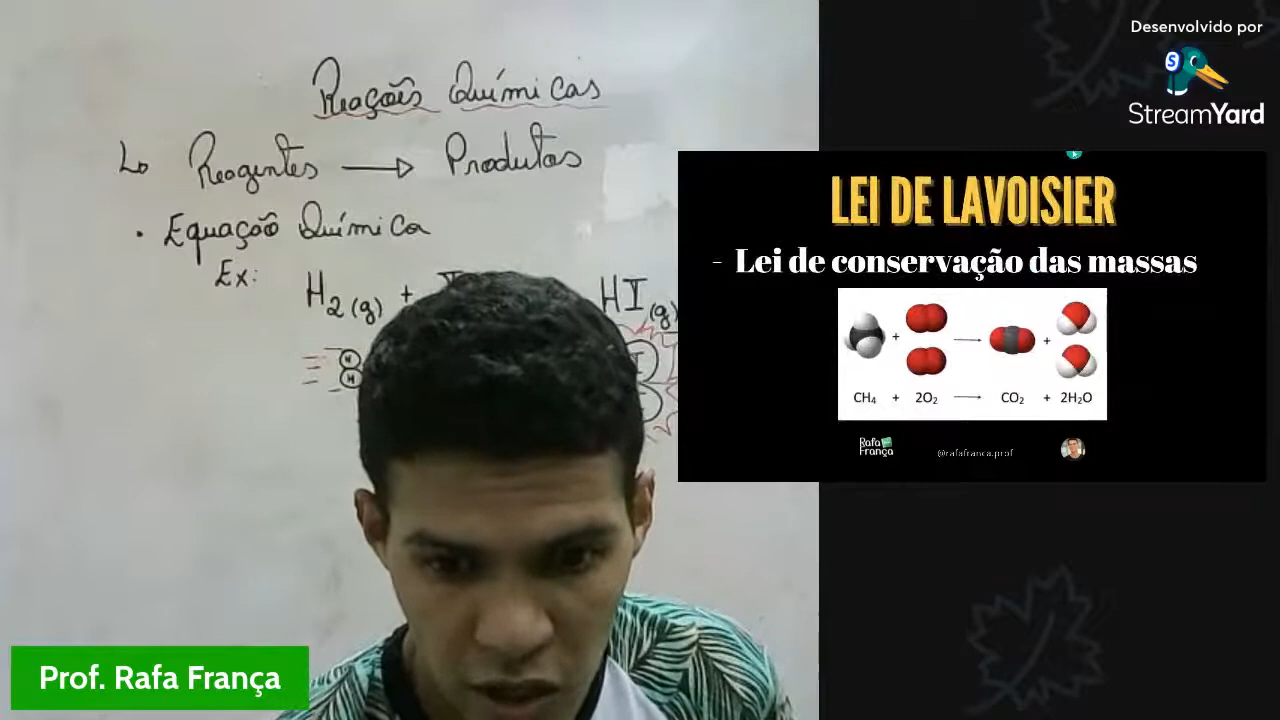 Reações Químicas
Reagentes → Produtos
• Equação Química
Ex: H2(g) + HI(g)
H
H
Desenvolvido por
StreamYard
LEI DE LAVOISIER
- Lei de conservação das massas
CH4 + 2O2 → CO2 + 2H2O
Rafa
França
@rafafranca.prof
Prof. Rafa França